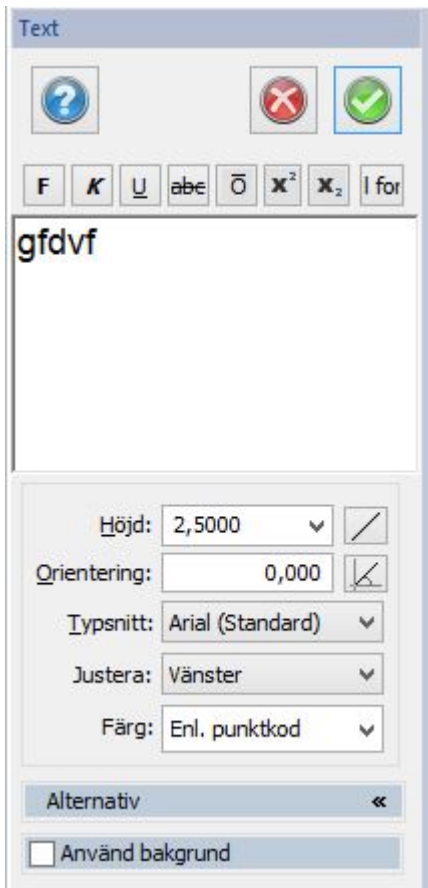 Text
F K U abc O x² x₂ l for
gfdvf
Höjd: 2,5000
Orientering: 0,000
Typsnitt: Arial (Standard)
Justera: Vänster
Färg: Enl. punktkod
Alternativ «
Använd bakgrund